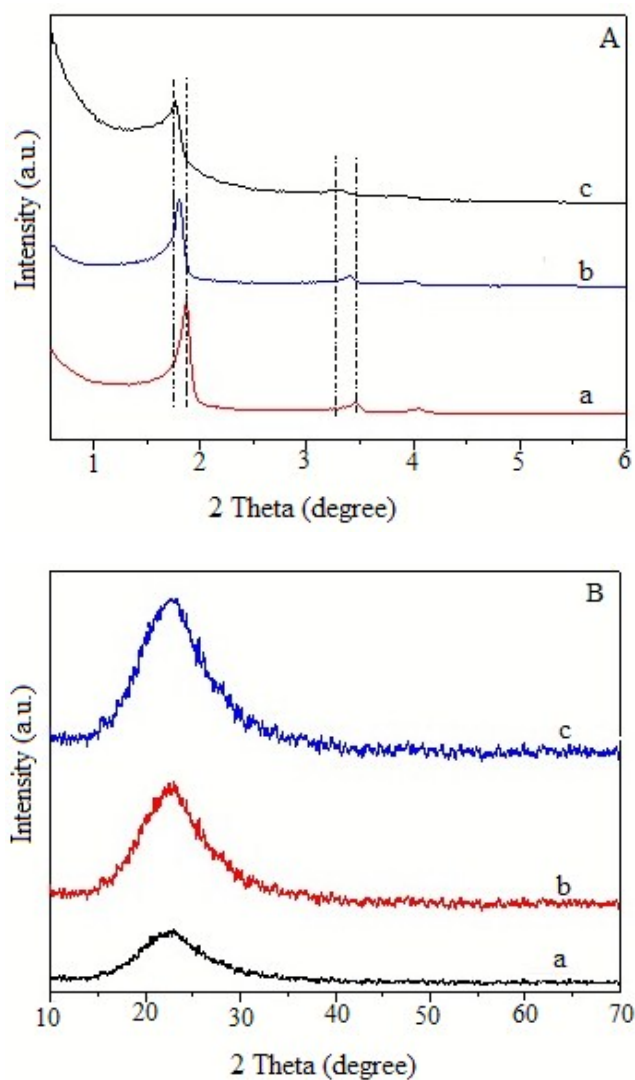 A
c
b
a
Intensity (a.u.)
1 2 3 4 5 6
2 Theta (degree)
B
c
b
a
Intensity (a.u.)
10 20 30 40 50 60 70
2 Theta (degree)